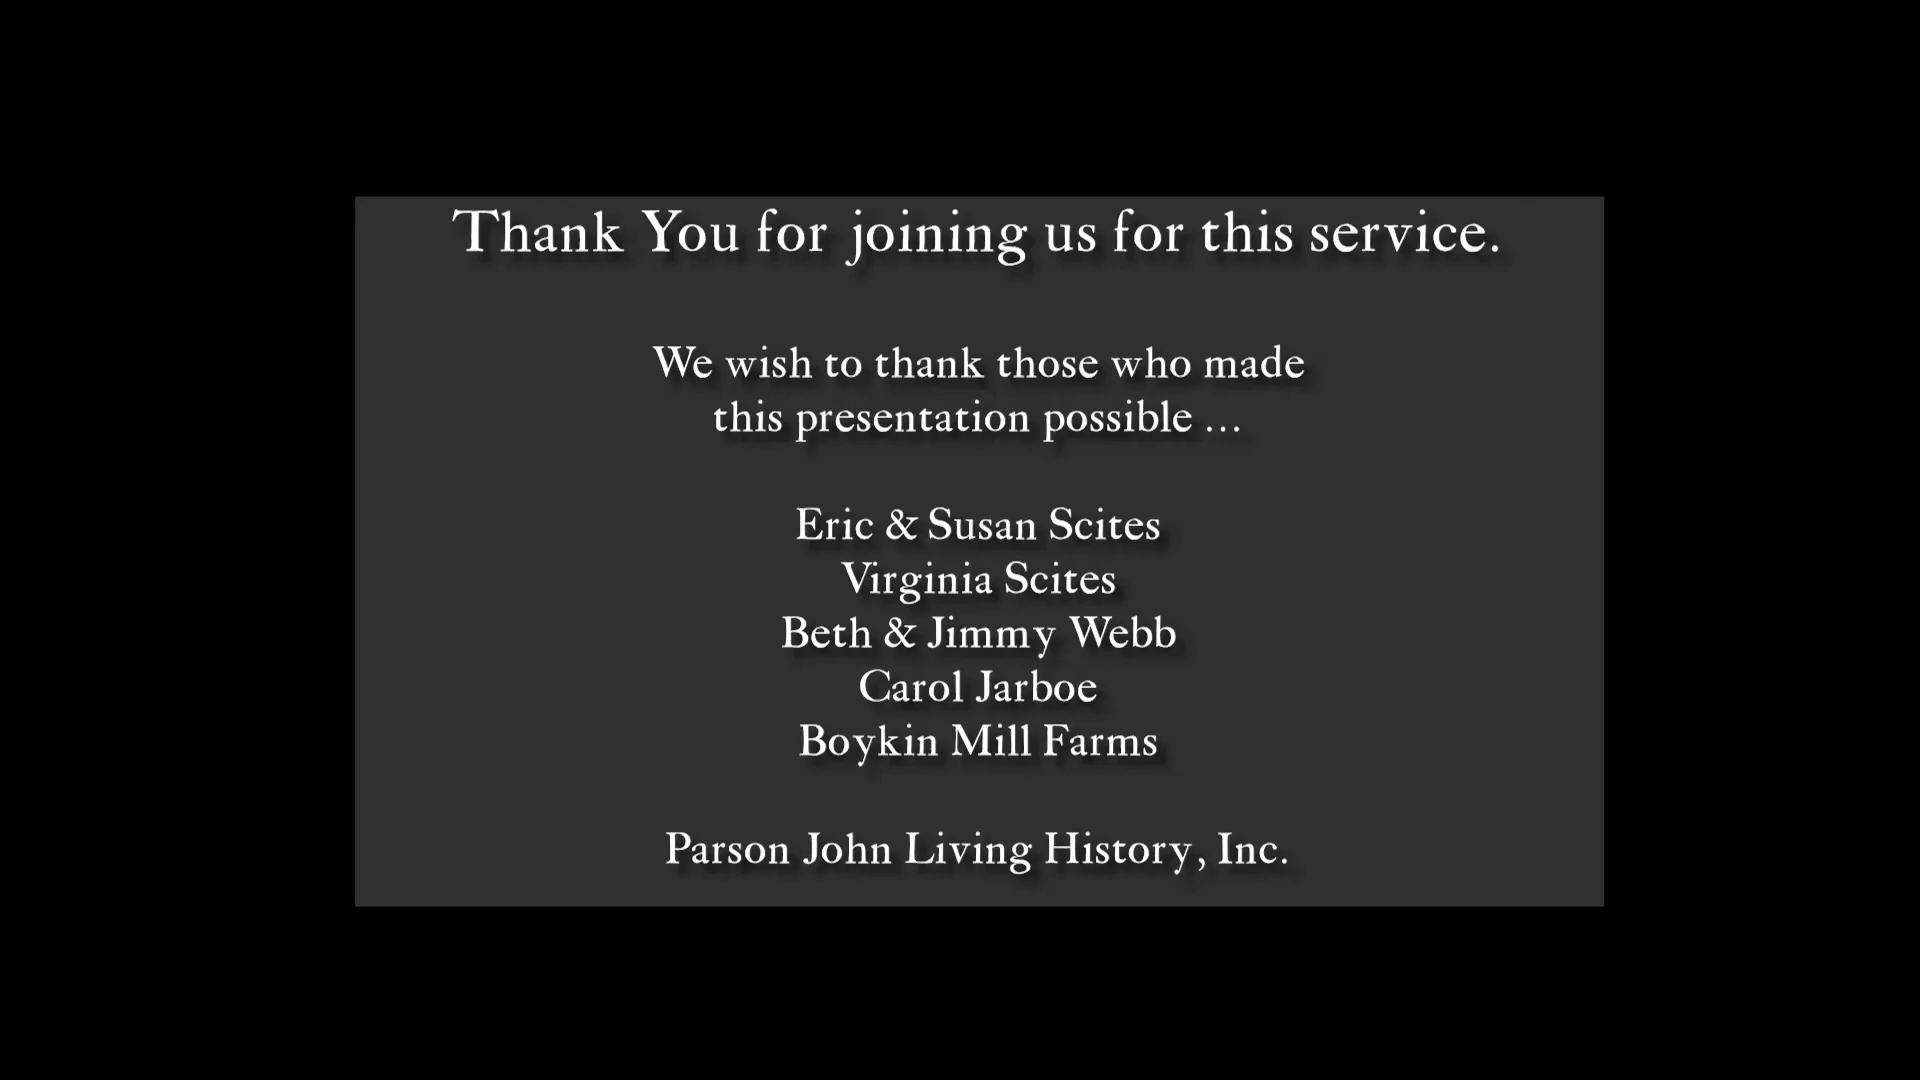 Thank You for joining us for this service.
We wish to thank those who made
this presentation possible ...
Eric & Susan Scites
Virginia Scites
Beth & Jimmy Webb
Carol Jarboe
Boykin Mill Farms
Parson John Living History, Inc.